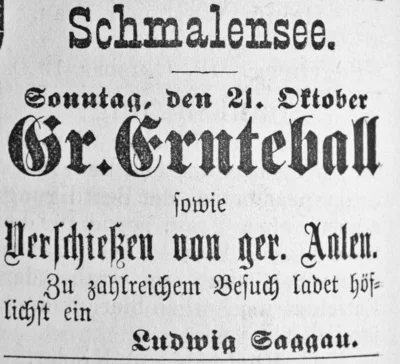 Schmalensee.
Sonntag, den 21. Oktober
Gr. Ernteball
sowie
Verschießen von ger. Aalen.
Zu zahlreichem Besuch ladet höf-
lichst ein
Ludwig Saggau.